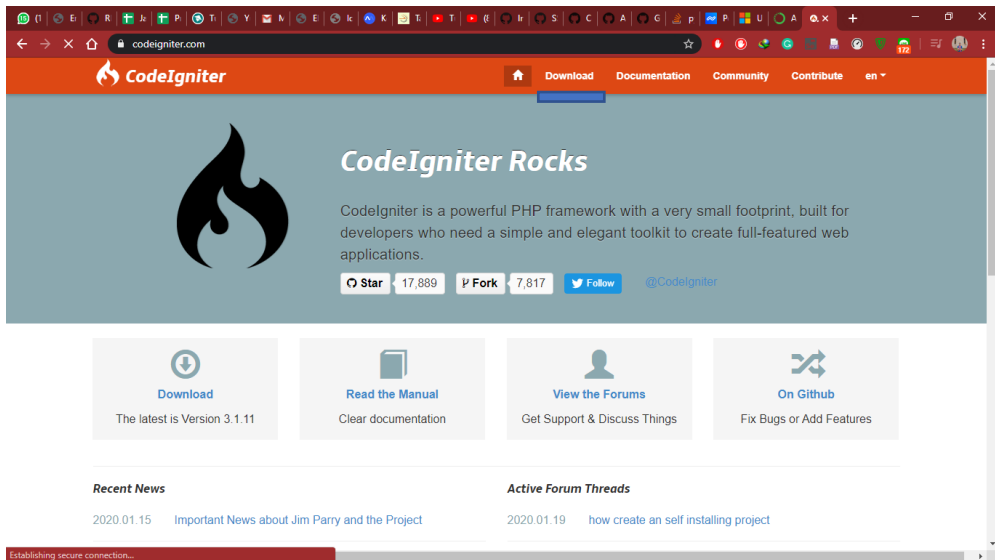 codeigniter.com
172
CodeIgniter
Download
Documentation
Community
Contribute
en
CodeIgniter Rocks
CodeIgniter is a powerful PHP framework with a very small footprint, built for
developers who need a simple and elegant toolkit to create full-featured web
applications.
Star
17,889
Fork
7,817
Follow
@CodeIgniter
Download
The latest is Version 3.1.11
Read the Manual
Clear documentation
View the Forums
Get Support & Discuss Things
On Github
Fix Bugs or Add Features
Recent News
2020.01.15 Important News about Jim Parry and the Project
Active Forum Threads
2020.01.19 how create an self installing project
Establishing secure connection...